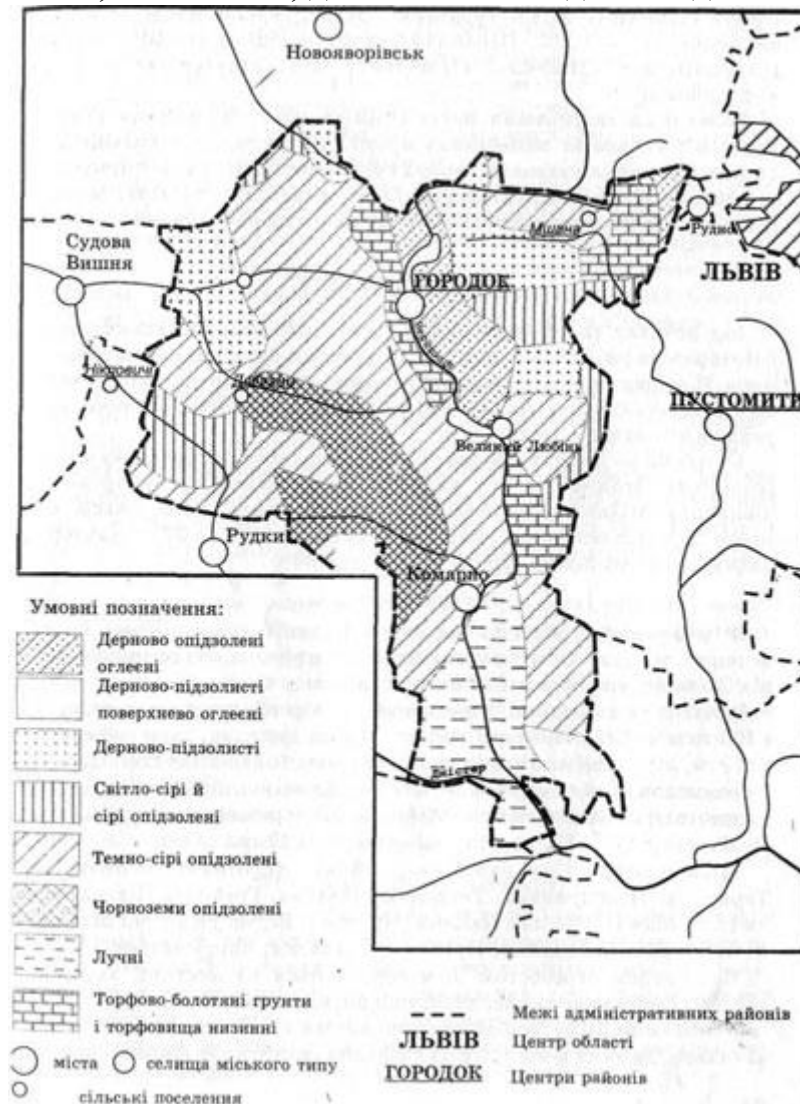 Новояворівськ
Судова
Вишня
Мшана
Рудно
ГОРОДОК
ЛЬВІВ
ПУСТОМИТИ
Великий Любінь
Рудки
Комарно
Дністер
Умовні позначення:
Дерново опідзолені
оглеєні
Дерново-підзолисті
поверхнево оглеєні
Дерново-підзолисті
Світло-сірі й
сірі опідзолені
Темно-сірі опідзолені
Чорноземи опідзолені
Лучні
Торфово-болотяні грунти
і торфовища низинні
міста
селища міського типу
сільські поселення
Межі адміністративних районів
ЛЬВІВ
Центр області
ГОРОДОК
Центри районів